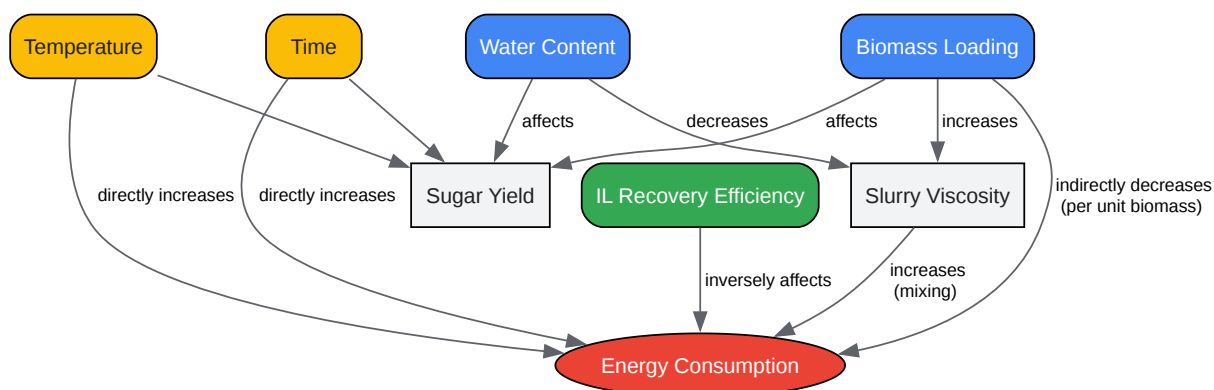 Temperature
Time
Water Content
Biomass Loading
affects
decreases
affects
increases
directly increases
directly increases
Sugar Yield
IL Recovery Efficiency
Slurry Viscosity
indirectly decreases
(per unit biomass)
inversely affects
increases
(mixing)
Energy Consumption